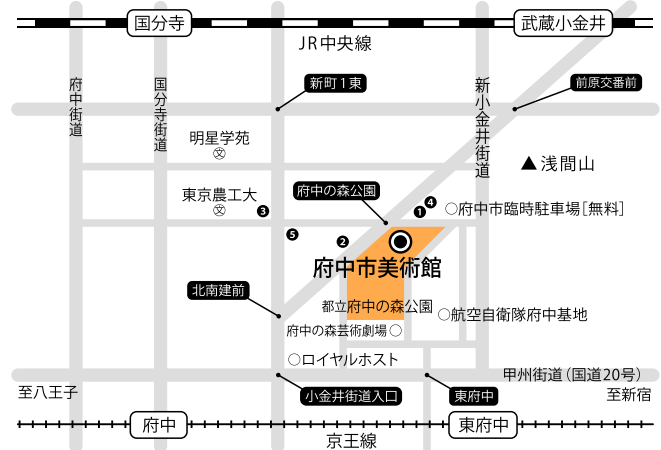 国分寺
武蔵小金井
JR中央線
府中街道
国分寺街道
新町1東
新小金井街道
前原交番前
明星学苑
文
浅間山
東京農工大
文
府中の森公園
3
4
1
府中市臨時駐車場[無料]
5
2
府中市美術館
北南建前
都立府中の森公園
航空自衛隊府中基地
府中の森芸術劇場
ロイヤルホスト
甲州街道(国道20号)
至八王子
小金井街道入口
東府中
至新宿
府中
東府中
京王線